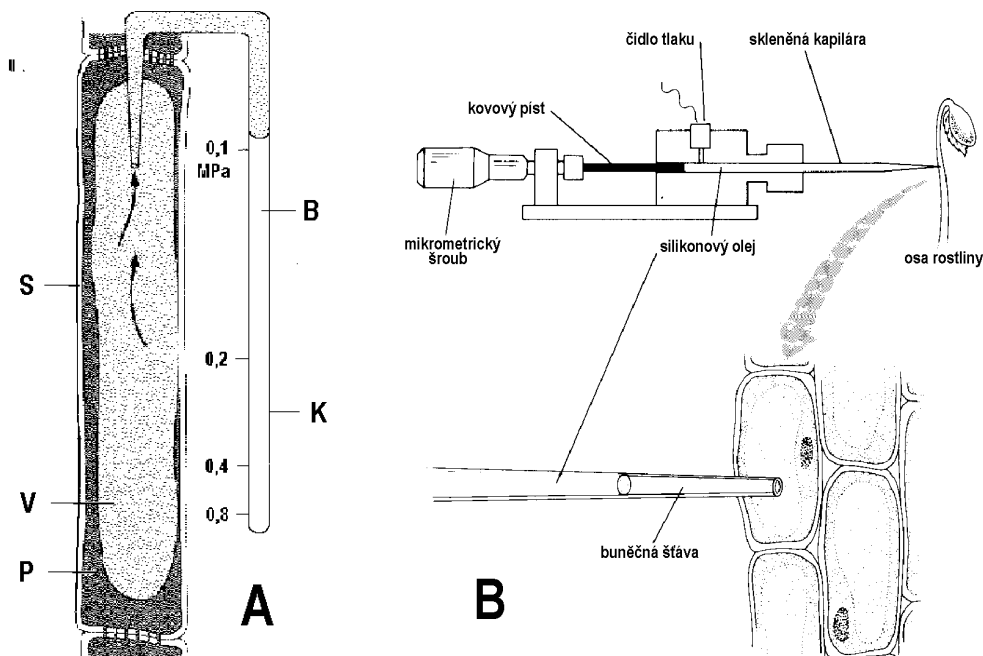 0,1
MPa
B
S
0,2
K
0,4
V
0,8
P
A
čidlo tlaku
skleněná kapilára
kovový píst
mikrometrický
šroub
silikonový olej
osa rostliny
buněčná šťáva
B